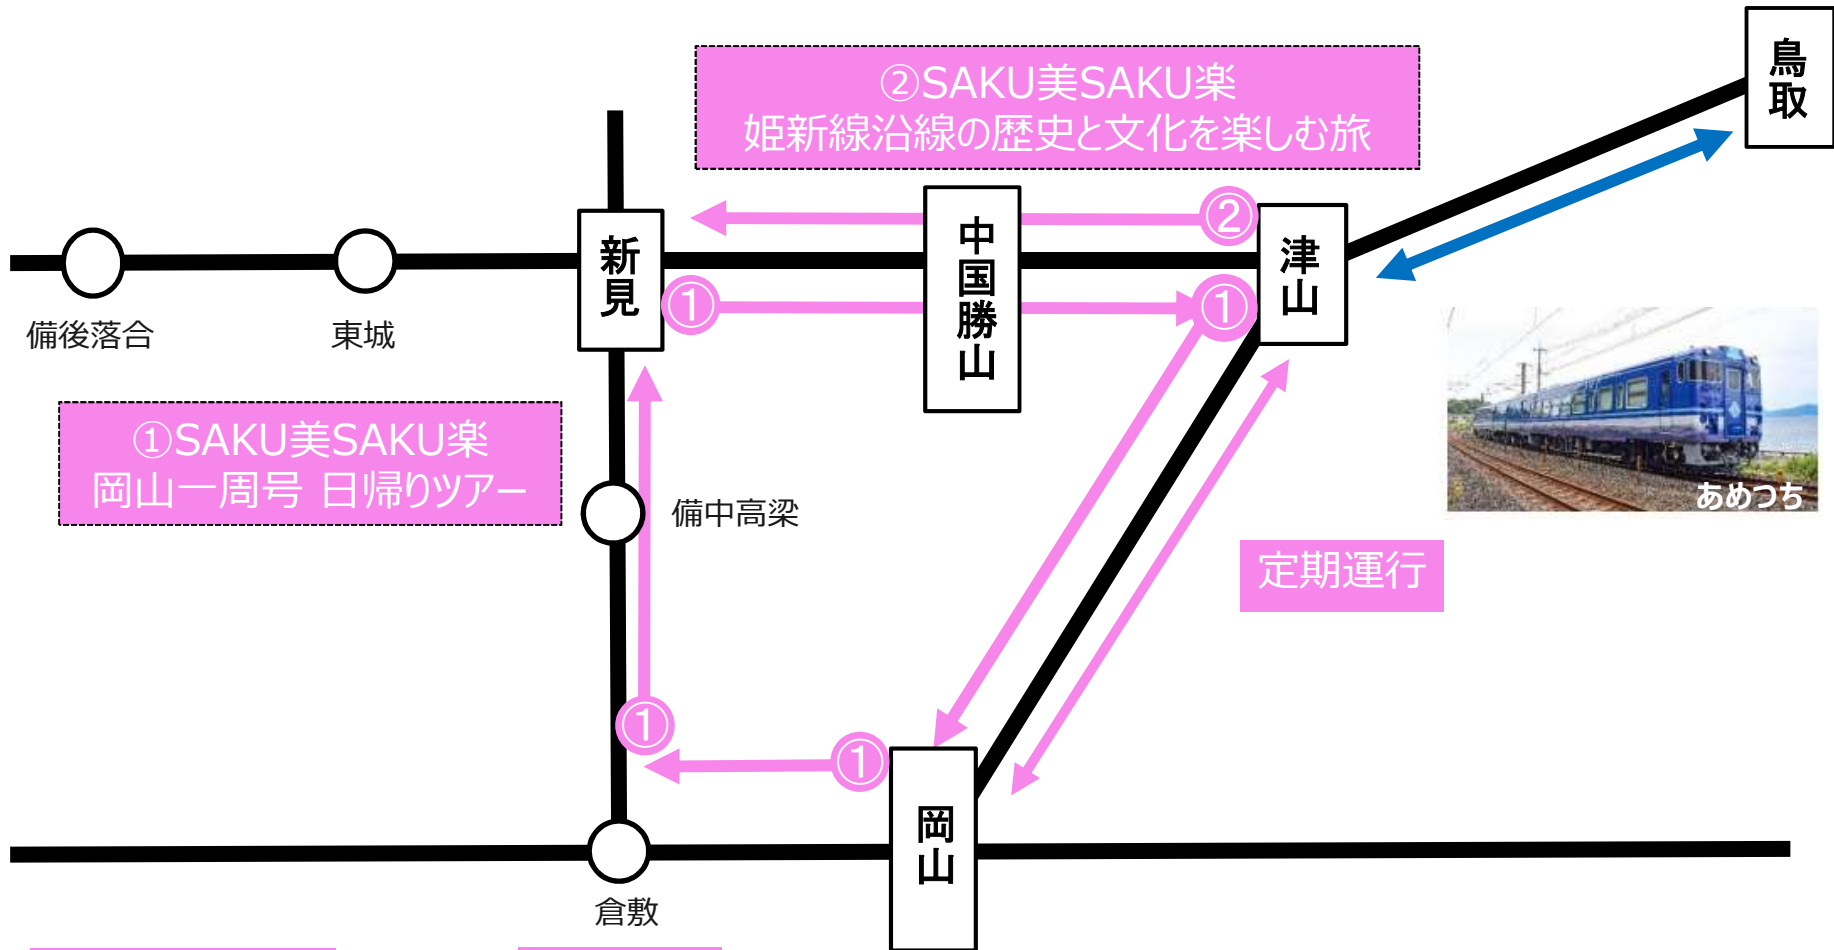 鳥取
②SAKU美SAKU楽
姫新線沿線の歴史と文化を楽しむ旅
②
新見
中国勝山
津山
①
①
備後落合
東城
①SAKU美SAKU楽
岡山一周号 日帰りツアー
備中高梁
あめつち
定期運行
①
①
岡山
倉敷